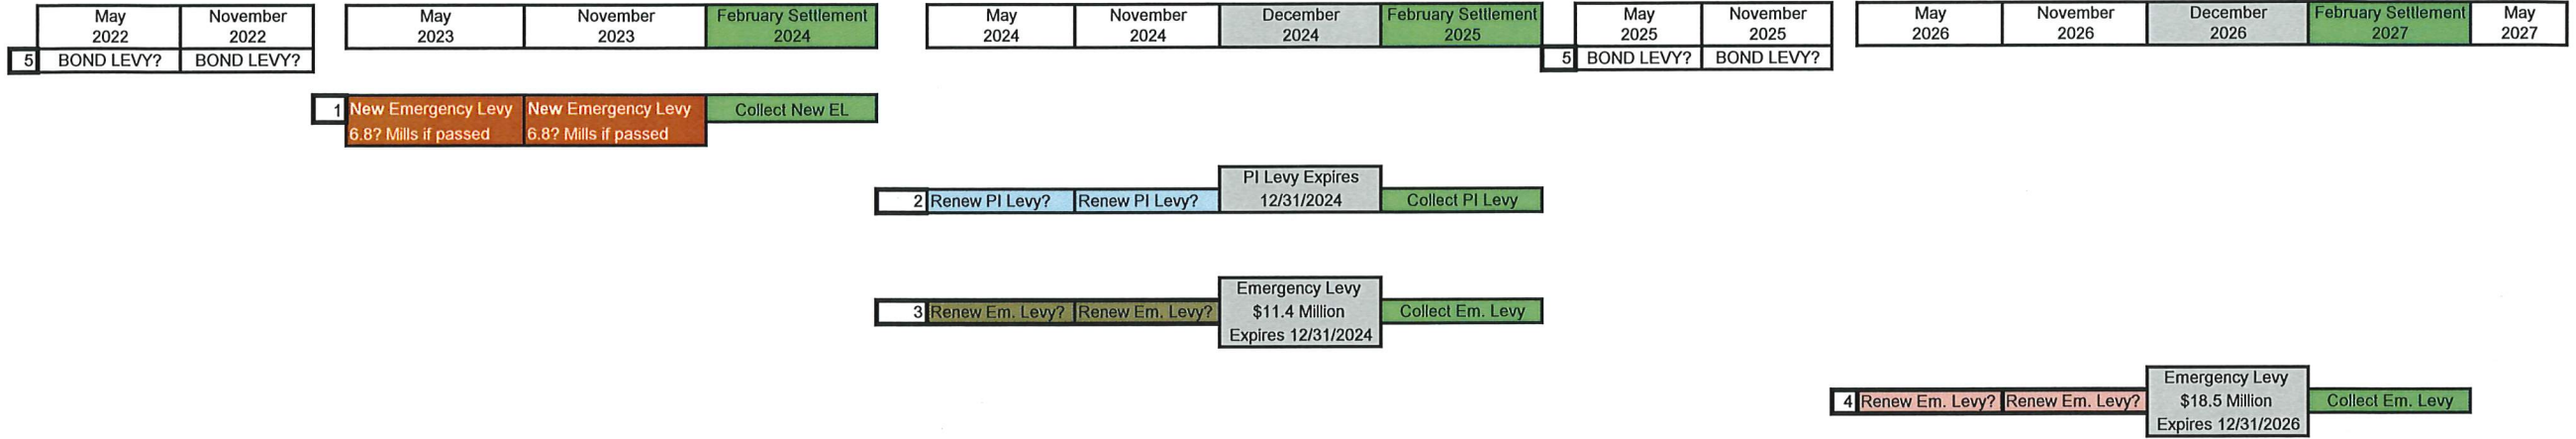 May November May November February Settlement May November December February Settlement May November May November December February Settlement May
2022 2022 2023 2023 2024 2024 2024 2024 2025 2025 2025 2026 2026 2026 2027 2027
5 BOND LEVY? BOND LEVY? 5 BOND LEVY? BOND LEVY?
1 New Emergency Levy New Emergency Levy Collect New EL
6.8? Mills if passed 6.8? Mills if passed
PI Levy Expires
2 Renew PI Levy? Renew PI Levy? 12/31/2024 Collect PI Levy
Emergency Levy
3 Renew Em. Levy? Renew Em. Levy? $11.4 Million Collect Em. Levy
Expires 12/31/2024
Emergency Levy
4 Renew Em. Levy? Renew Em. Levy? $18.5 Million Collect Em. Levy
Expires 12/31/2026